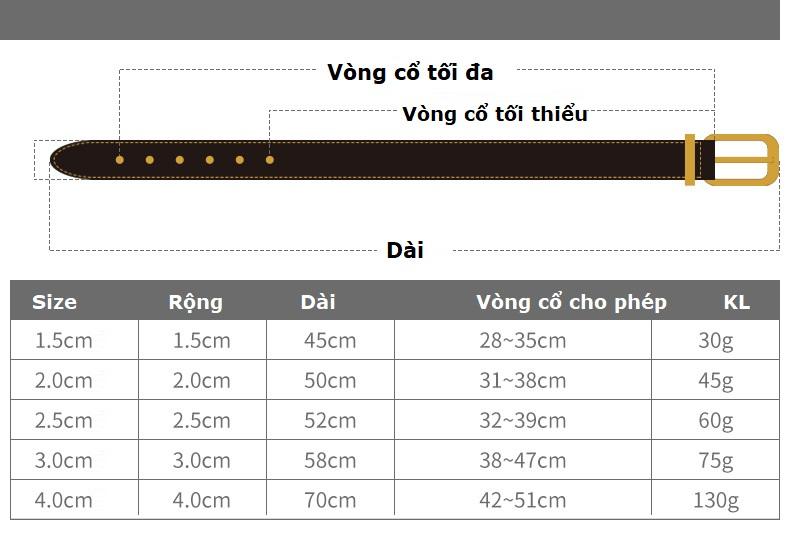 Vòng cổ tối đa
Vòng cổ tối thiểu
Dài
Size Rộng Dài Vòng cổ cho phép KL
1.5cm 1.5cm 45cm 28~35cm 30g
2.0cm 2.0cm 50cm 31~38cm 45g
2.5cm 2.5cm 52cm 32~39cm 60g
3.0cm 3.0cm 58cm 38~47cm 75g
4.0cm 4.0cm 70cm 42~51cm 130g